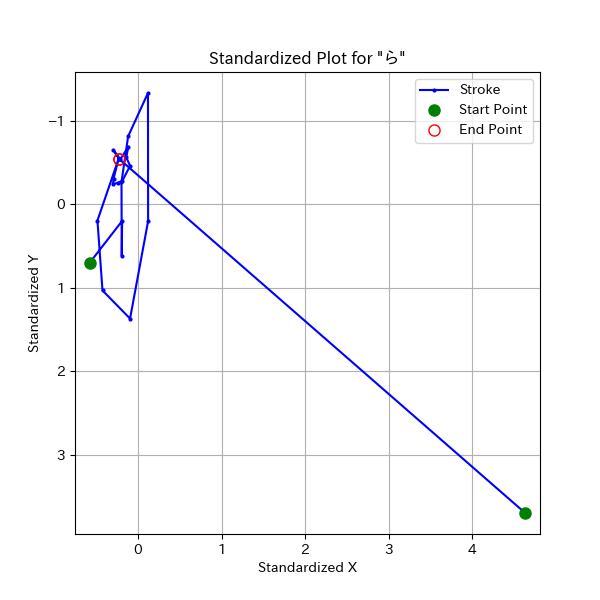 Standardized Plot for "ら"
Stroke
Start Point
End Point
−1
0
1
2
3
Standardized Y
0 1 2 3 4
Standardized X